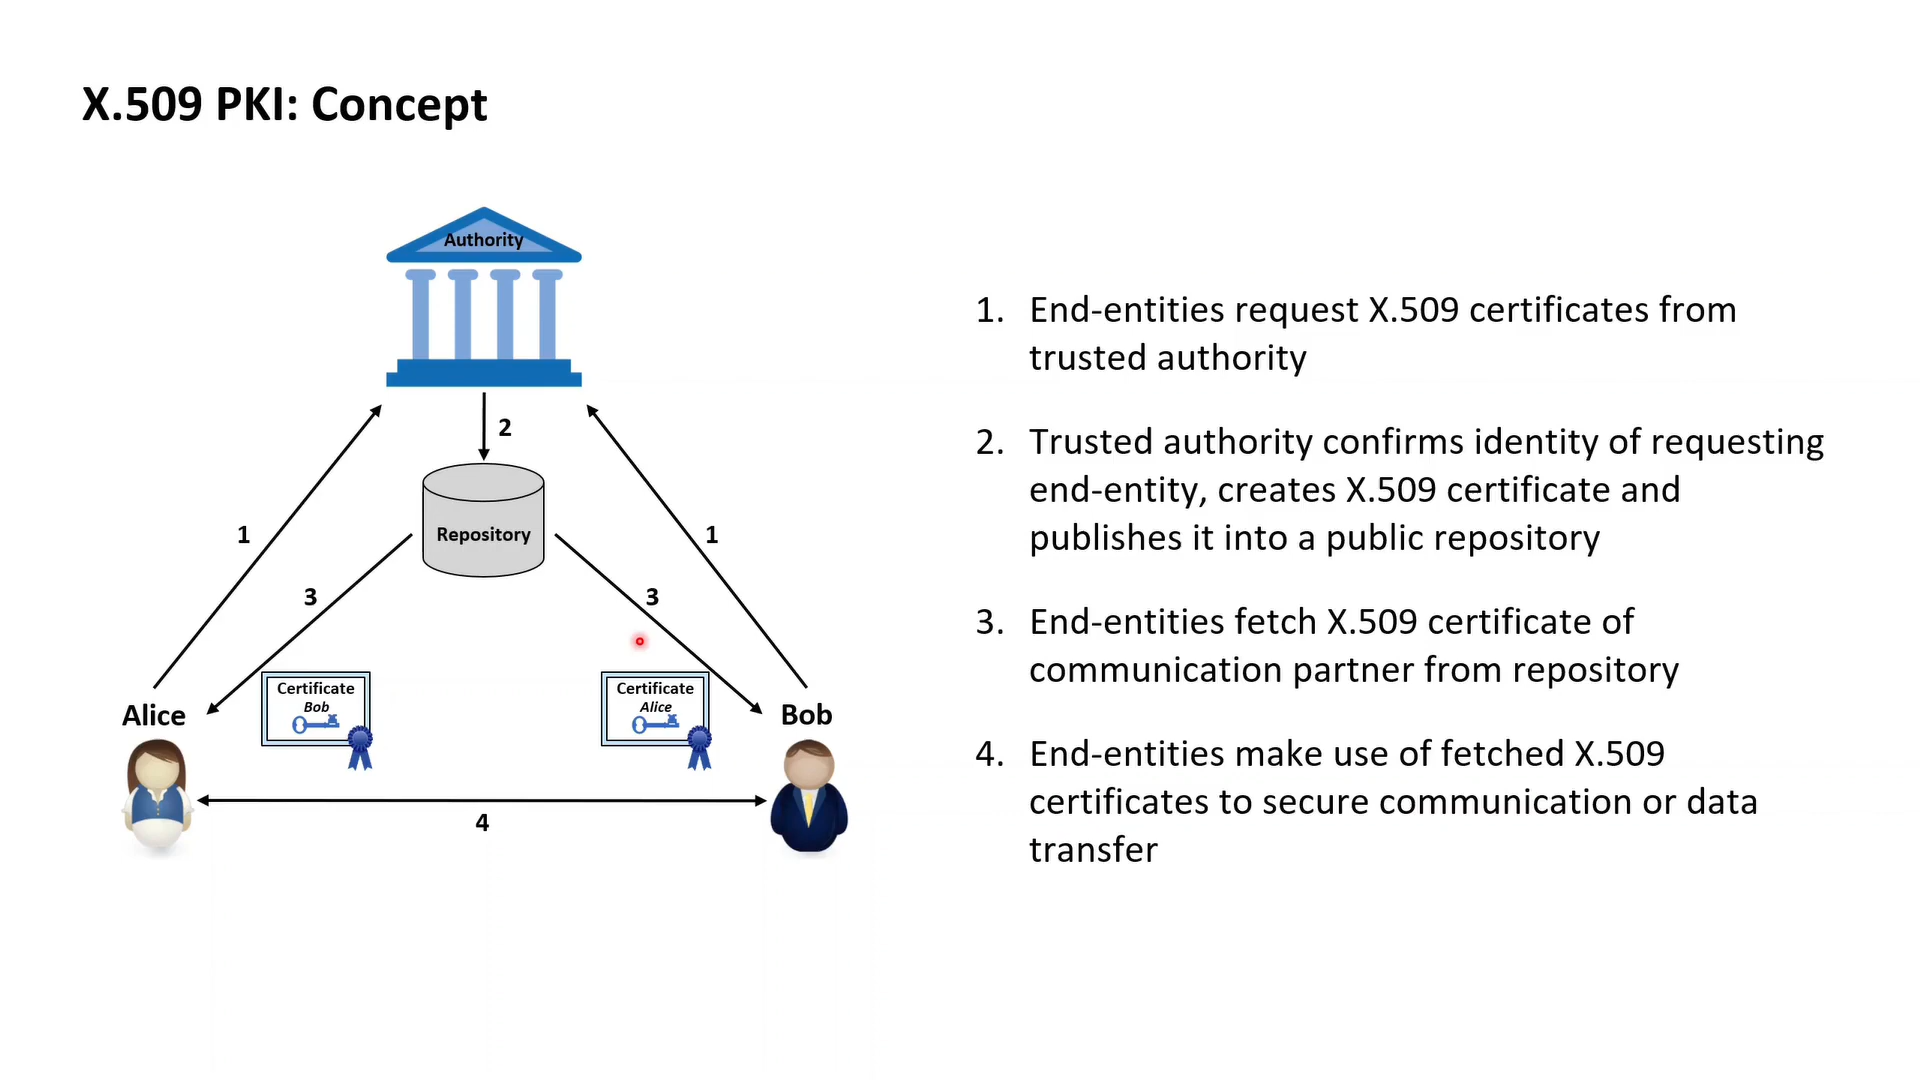 X.509 PKI: Concept
Authority
2
Repository
1
1
3
3
Certificate
Bob
Certificate
Alice
Alice
Bob
4
1. End-entities request X.509 certificates from
trusted authority
2. Trusted authority confirms identity of requesting
end-entity, creates X.509 certificate and
publishes it into a public repository
3. End-entities fetch X.509 certificate of
communication partner from repository
4. End-entities make use of fetched X.509
certificates to secure communication or data
transfer